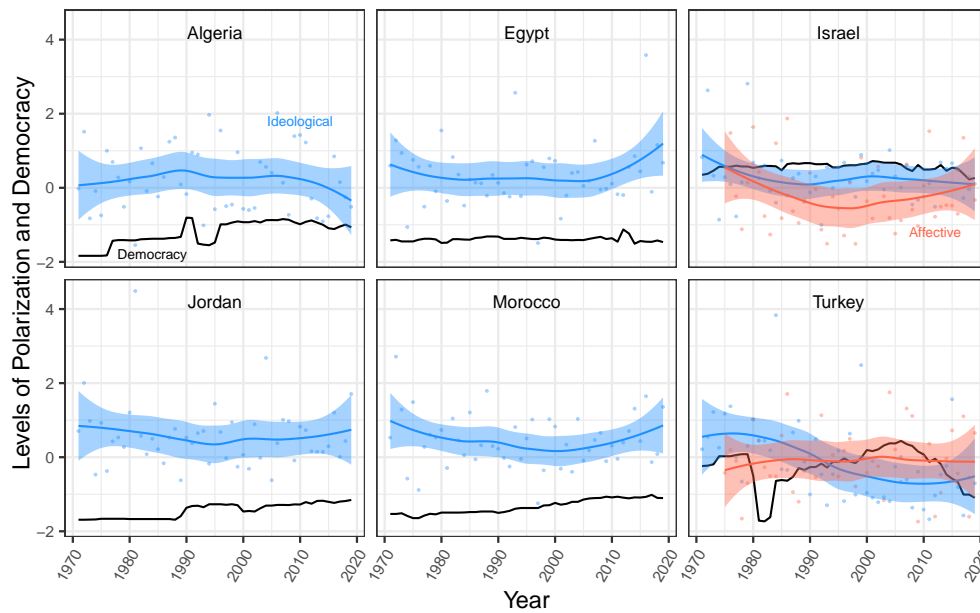 Levels of Polarization and Democracy
Algeria
Egypt
Israel
4
2
0
−2
Ideological
Democracy
Affective
Jordan
Morocco
Turkey
4
2
0
−2
1970 1980 1990 2000 2010 2020
1970 1980 1990 2000 2010 2020
1970 1980 1990 2000 2010 2020
Year